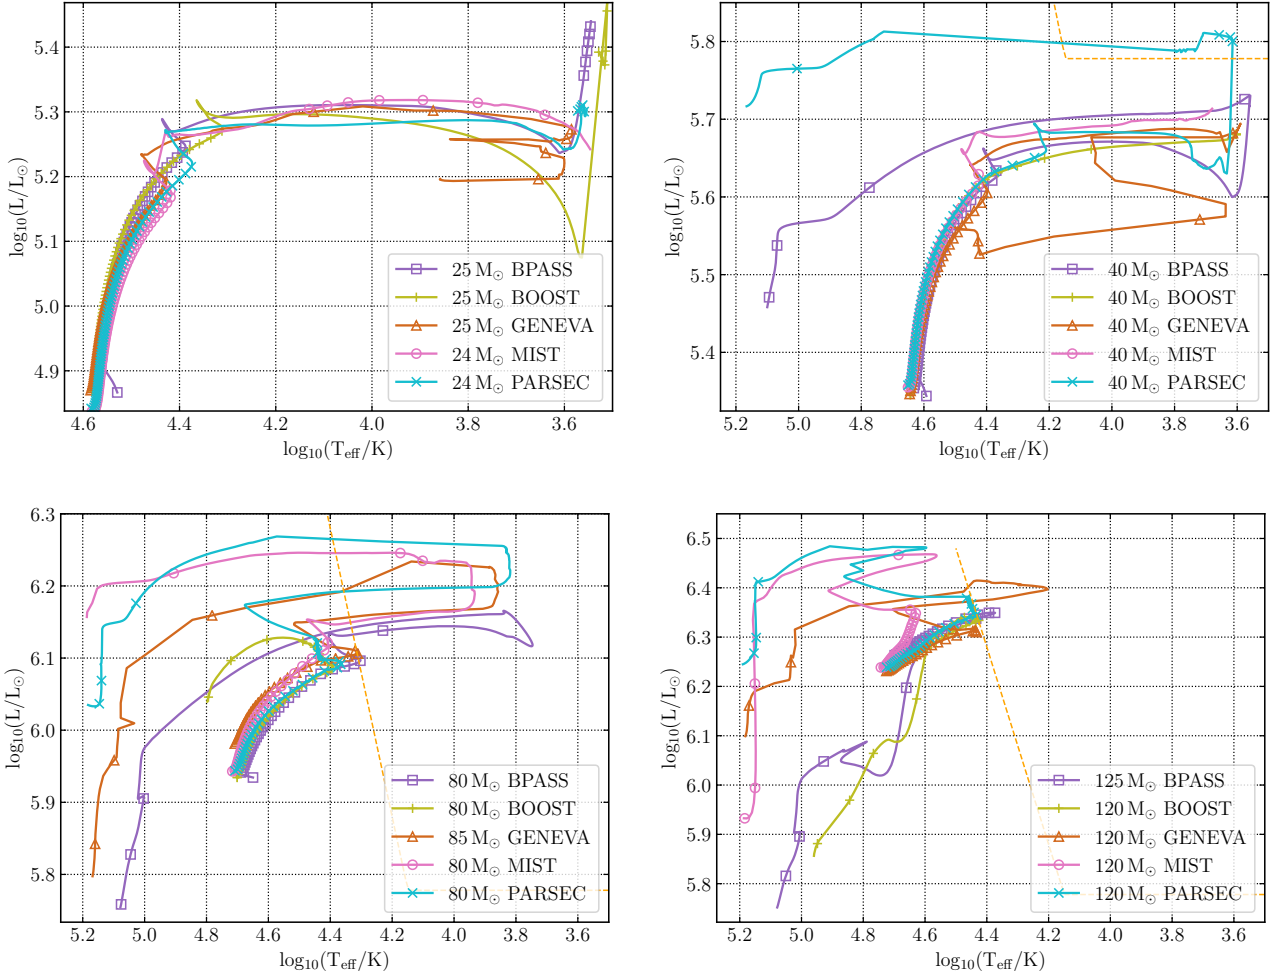 5.4
5.3
5.2
5.1
5.0
4.9
log₁₀(L/L⊙)
25 M⊙ BPASS
25 M⊙ BOOST
25 M⊙ GENEVA
24 M⊙ MIST
24 M⊙ PARSEC
4.6 4.4 4.2 4.0 3.8 3.6
log₁₀(T_eff/K)
5.8
5.7
5.6
5.5
5.4
log₁₀(L/L⊙)
40 M⊙ BPASS
40 M⊙ BOOST
40 M⊙ GENEVA
40 M⊙ MIST
40 M⊙ PARSEC
5.2 5.0 4.8 4.6 4.4 4.2 4.0 3.8 3.6
log₁₀(T_eff/K)
6.3
6.2
6.1
6.0
5.9
5.8
log₁₀(L/L⊙)
80 M⊙ BPASS
80 M⊙ BOOST
85 M⊙ GENEVA
80 M⊙ MIST
80 M⊙ PARSEC
5.2 5.0 4.8 4.6 4.4 4.2 4.0 3.8 3.6
log₁₀(T_eff/K)
6.5
6.4
6.3
6.2
6.1
6.0
5.9
5.8
log₁₀(L/L⊙)
125 M⊙ BPASS
120 M⊙ BOOST
120 M⊙ GENEVA
120 M⊙ MIST
120 M⊙ PARSEC
5.2 5.0 4.8 4.6 4.4 4.2 4.0 3.8 3.6
log₁₀(T_eff/K)